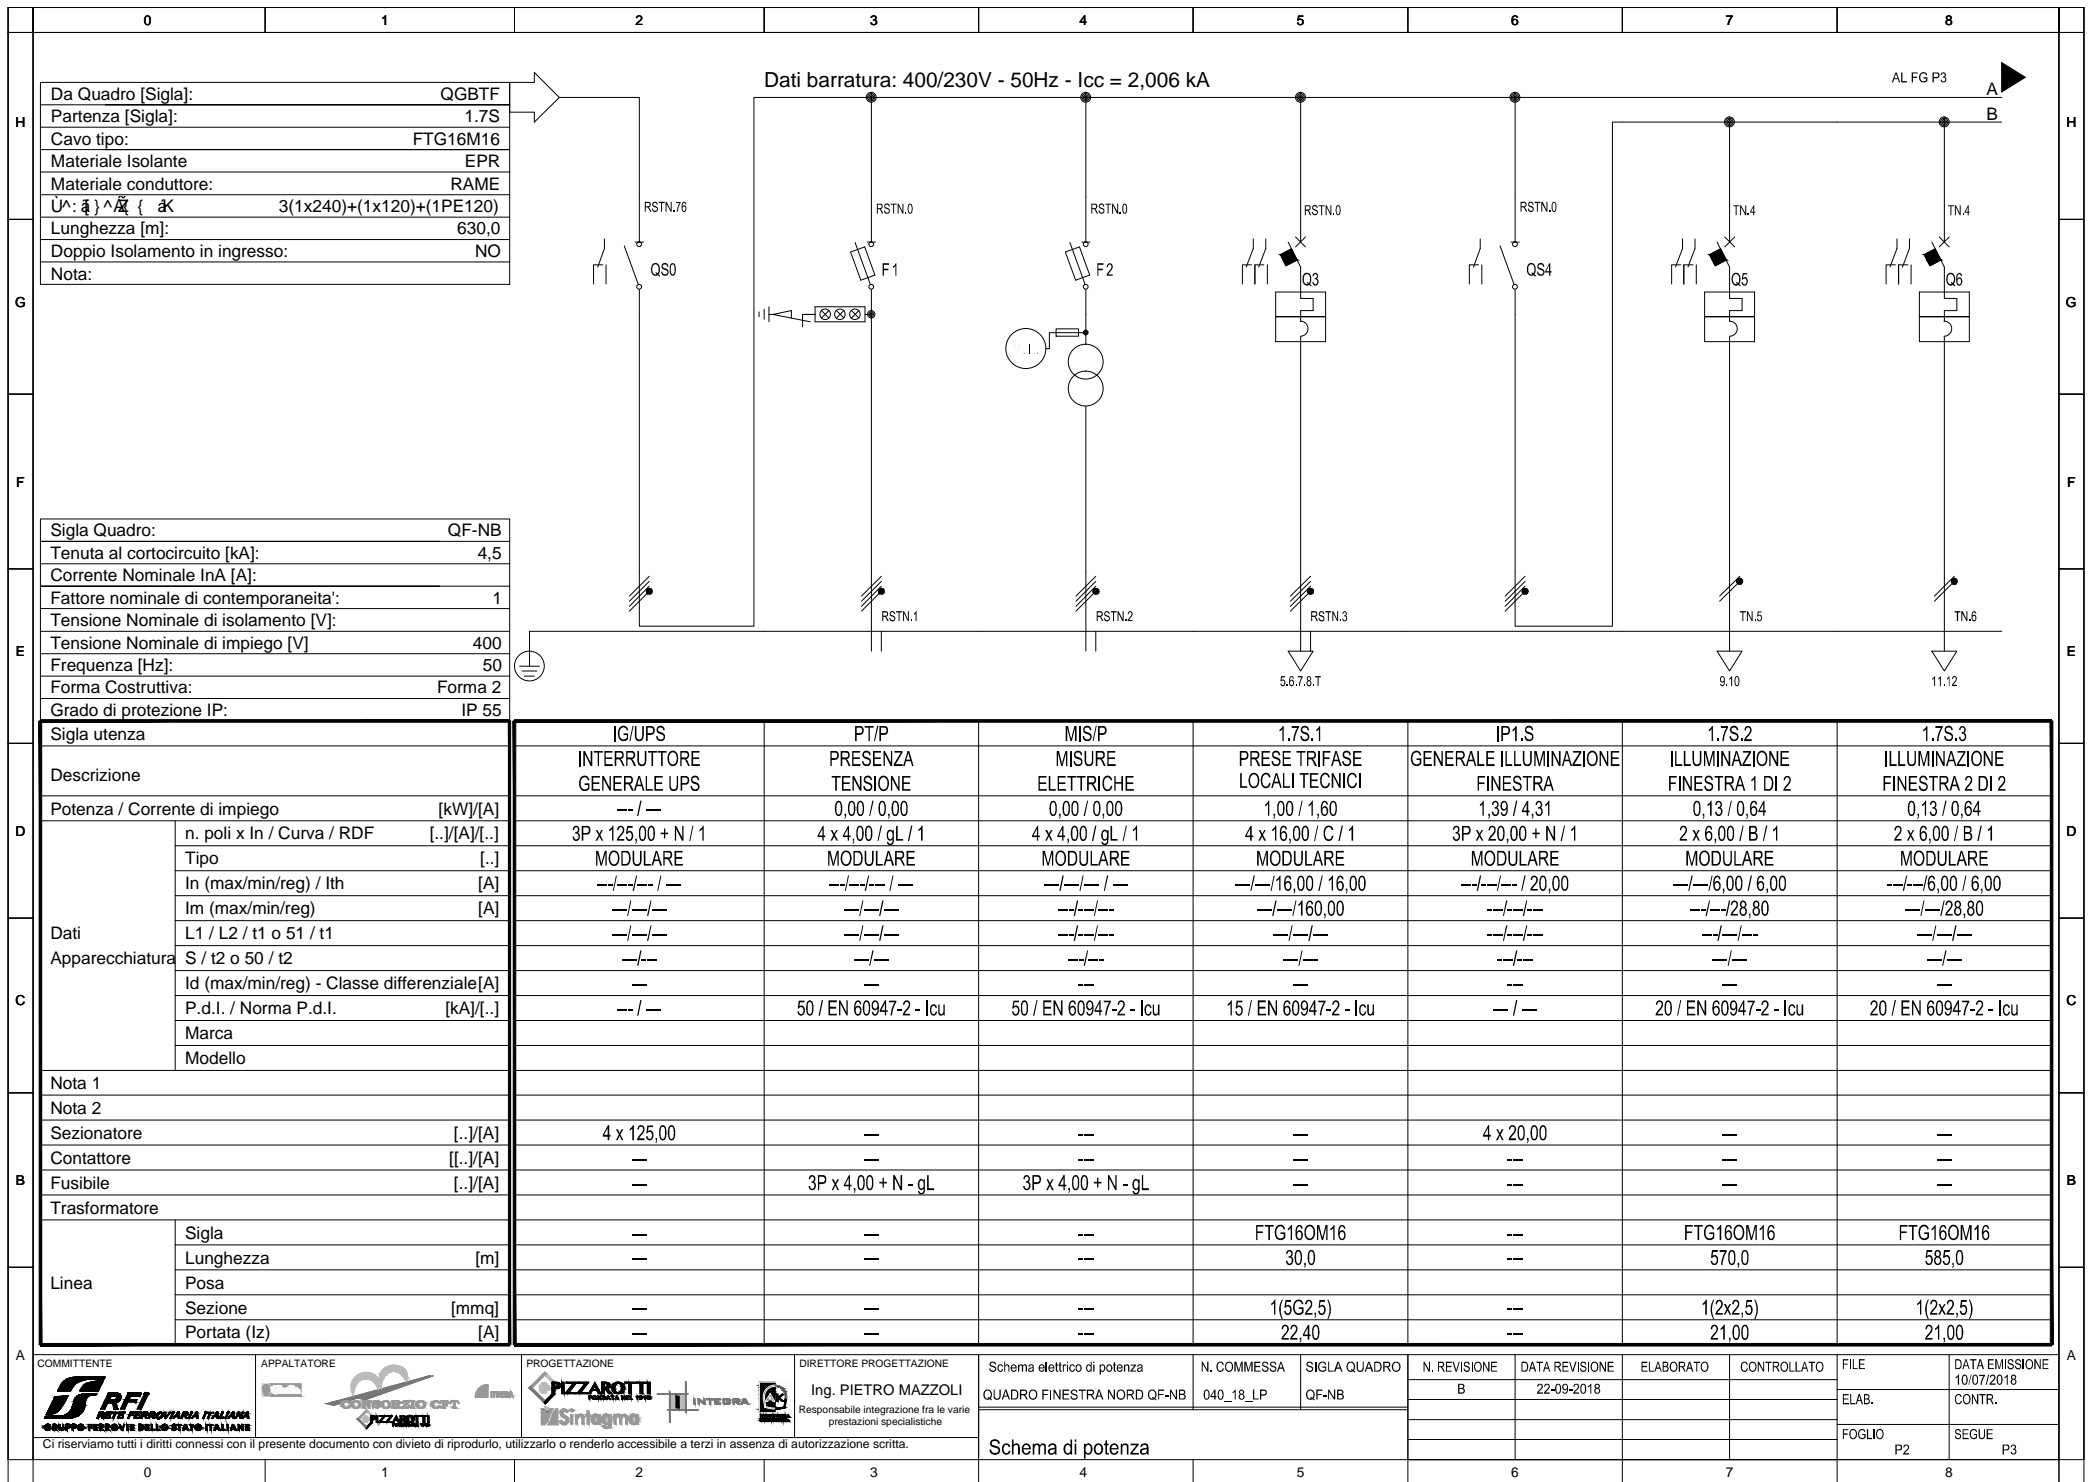 0 1 2 3 4 5 6 7 8
Dati barratura: 400/230V - 50Hz - Icc = 2,006 kA
AL FG P3
A
B
H H
G G
F F
E E
D D
C C
B B
A A
Da Quadro [Sigla]: QGBTF
Partenza [Sigla]: 1.7S
Cavo tipo: FTG16M16
Materiale Isolante EPR
Materiale conduttore: RAME
3(1x240)+(1x120)+(1PE120)
Lunghezza [m]: 630,0
Doppio Isolamento in ingresso: NO
Nota:
RSTN.76 RSTN.0 RSTN.0 RSTN.0 RSTN.0 TN.4 TN.4
QS0 F1 F2 Q3 QS4 Q5 Q6
RSTN.1 RSTN.2 RSTN.3 TN.5 TN.6
5.6.7.8.T 9.10 11.12
Sigla Quadro: QF-NB
Tenuta al cortocircuito [kA]: 4,5
Corrente Nominale InA [A]:
Fattore nominale di contemporaneita': 1
Tensione Nominale di isolamento [V]:
Tensione Nominale di impiego [V] 400
Frequenza [Hz]: 50
Forma Costruttiva: Forma 2
Grado di protezione IP: IP 55
Sigla utenza IG/UPS PT/P MIS/P 1.7S.1 IP1.S 1.7S.2 1.7S.3
Descrizione INTERRUTTORE GENERALE UPS PRESENZA TENSIONE MISURE ELETTRICHE PRESE TRIFASE LOCALI TECNICI GENERALE ILLUMINAZIONE FINESTRA ILLUMINAZIONE FINESTRA 1 DI 2 ILLUMINAZIONE FINESTRA 2 DI 2
Potenza / Corrente di impiego [kW]/[A] --- / --- 0,00 / 0,00 0,00 / 0,00 1,00 / 1,60 1,39 / 4,31 0,13 / 0,64 0,13 / 0,64
Dati Apparecchiatura
n. poli x In / Curva / RDF [..]/[A]/[..] 3P x 125,00 + N / 1 4 x 4,00 / gL / 1 4 x 4,00 / gL / 1 4 x 16,00 / C / 1 3P x 20,00 + N / 1 2 x 6,00 / B / 1 2 x 6,00 / B / 1
Tipo [..] MODULARE MODULARE MODULARE MODULARE MODULARE MODULARE MODULARE
In (max/min/reg) / Ith [A] ---/---/--- / --- ---/---/--- / --- ---/---/--- / --- ---/---/16,00 / 16,00 ---/---/--- / 20,00 ---/---/6,00 / 6,00 ---/---/6,00 / 6,00
Im (max/min/reg) [A] ---/---/--- ---/---/--- ---/---/--- ---/---/160,00 ---/---/--- ---/---/28,80 ---/---/28,80
L1 / L2 / t1 o 51 / t1 ---/---/--- ---/---/--- ---/---/--- ---/---/--- ---/---/--- ---/---/--- ---/---/---
S / t2 o 50 / t2 ---/--- ---/--- ---/--- ---/--- ---/--- ---/--- ---/---
Id (max/min/reg) - Classe differenziale[A] --- --- --- --- --- --- ---
P.d.I. / Norma P.d.I. [kA]/[..] --- / --- 50 / EN 60947-2 - Icu 50 / EN 60947-2 - Icu 15 / EN 60947-2 - Icu --- / --- 20 / EN 60947-2 - Icu 20 / EN 60947-2 - Icu
Marca
Modello
Nota 1
Nota 2
Sezionatore [..]/[A] 4 x 125,00 --- --- --- 4 x 20,00 --- ---
Contattore [[..]/[A] --- --- --- --- --- --- ---
Fusibile [..]/[A] --- 3P x 4,00 + N - gL 3P x 4,00 + N - gL --- --- --- ---
Trasformatore
Linea
Sigla --- --- --- FTG16OM16 --- FTG16OM16 FTG16OM16
Lunghezza [m] --- --- --- 30,0 --- 570,0 585,0
Posa
Sezione [mmq] --- --- --- 1(5G2,5) --- 1(2x2,5) 1(2x2,5)
Portata (Iz) [A] --- --- --- 22,40 --- 21,00 21,00
COMMITTENTE
RFI
RETE FERROVIARIA ITALIANA
GRUPPO FERROVIE DELLO STATO ITALIANE
APPALTATORE
CONSORZIO CFT
PIZZAROTTI
PROGETTAZIONE
PIZZAROTTI
FONDATA NEL 1910
Sintagma
INTEGRA
DIRETTORE PROGETTAZIONE
Ing. PIETRO MAZZOLI
Responsabile integrazione fra le varie
prestazioni specialistiche
Schema elettrico di potenza
QUADRO FINESTRA NORD QF-NB
Schema di potenza
N. COMMESSA
040_18_LP
SIGLA QUADRO
QF-NB
N. REVISIONE DATA REVISIONE ELABORATO CONTROLLATO
B 22-09-2018
FILE
DATA EMISSIONE
10/07/2018
ELAB. CONTR.
FOGLIO P2
SEGUE P3
Ci riserviamo tutti i diritti connessi con il presente documento con divieto di riprodurlo, utilizzarlo o renderlo accessibile a terzi in assenza di autorizzazione scritta.
0 1 2 3 4 5 6 7 8